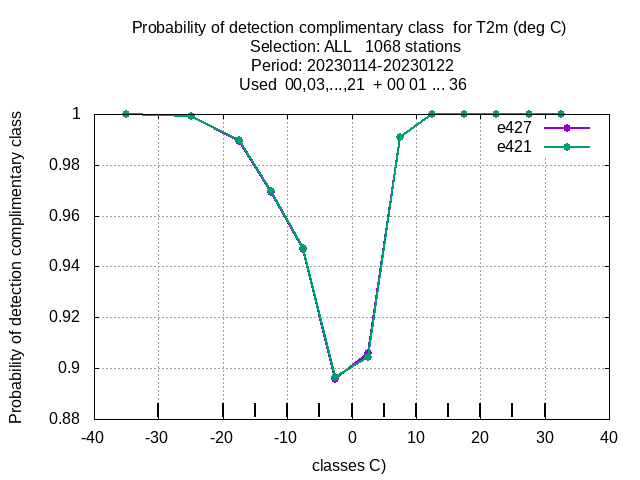 Probability of detection complimentary class  for T2m (deg C)
Selection: ALL   1068 stations
Period: 20230114-20230122
Used  00,03,...,21  + 00 01 ... 36
Probability of detection complimentary class
1
0.98
0.96
0.94
0.92
0.9
0.88
e427
e421
-40
-30
-20
-10
0
10
20
30
40
classes C)